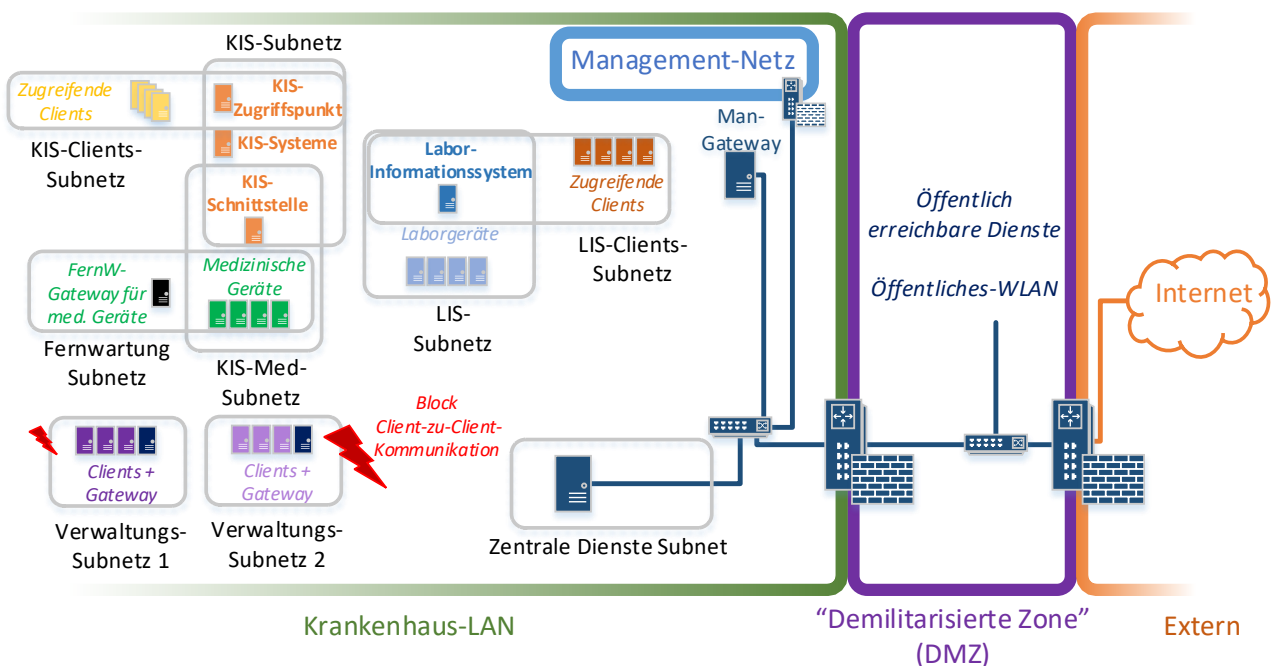 KIS-Subnetz
Zugreifende
Clients
KIS-
Zugriffspunkt
KIS-Clients-
Subnetz
KIS-Systeme
KIS-
Schnittstelle
FernW-
Gateway für
med. Geräte
Medizinische
Geräte
Fernwartung
Subnetz
KIS-Med-
Subnetz
Labor-
Informationssystem
Zugreifende
Clients
Laborgeräte
LIS-Clients-
Subnetz
LIS-
Subnetz
Management-Netz
Man-
Gateway
Öffentlich
erreichbare Dienste
Öffentliches-WLAN
Internet
Block
Client-zu-Client-
Kommunikation
Clients +
Gateway
Verwaltungs-
Subnetz 1
Clients +
Gateway
Verwaltungs-
Subnetz 2
Zentrale Dienste Subnet
Krankenhaus-LAN
“Demilitarisierte Zone”
(DMZ)
Extern